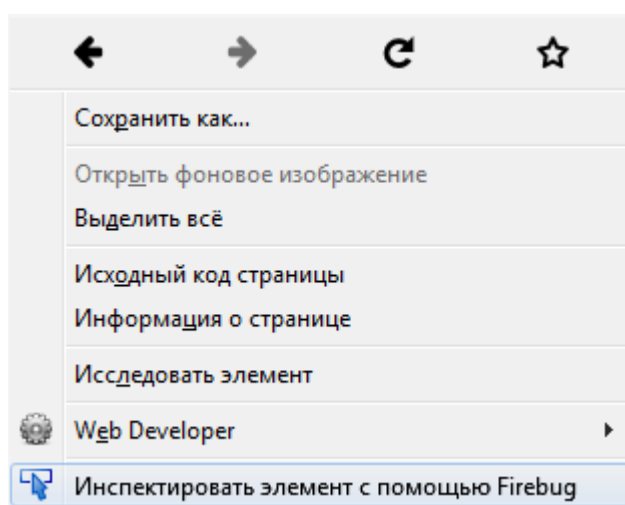 Сохранить как...
Открыть фоновое изображение
Выделить всё
Исходный код страницы
Информация о странице
Исследовать элемент
Web Developer
Инспектировать элемент с помощью Firebug